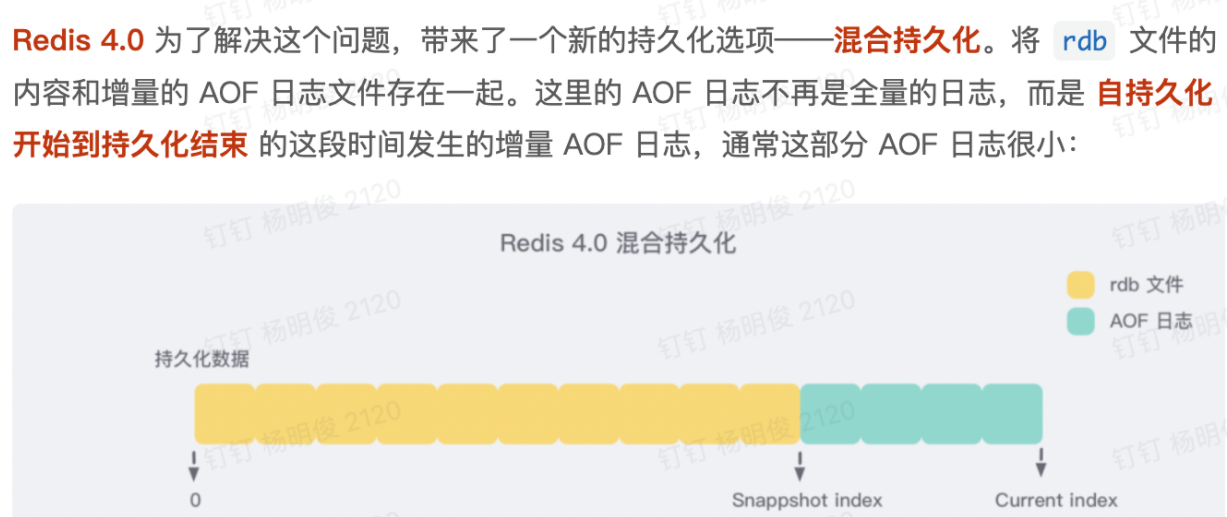 Redis 4.0 为了解决这个问题，带来了一个新的持久化选项——混合持久化。将 rdb 文件的
内容和增量的 AOF 日志文件存在一起。这里的 AOF 日志不再是全量的日志，而是 自持久化
开始到持久化结束 的这段时间发生的增量 AOF 日志，通常这部分 AOF 日志很小：
Redis 4.0 混合持久化
rdb 文件
AOF 日志
持久化数据
0
Snappshot index
Current index
钉钉 杨明俊 2120